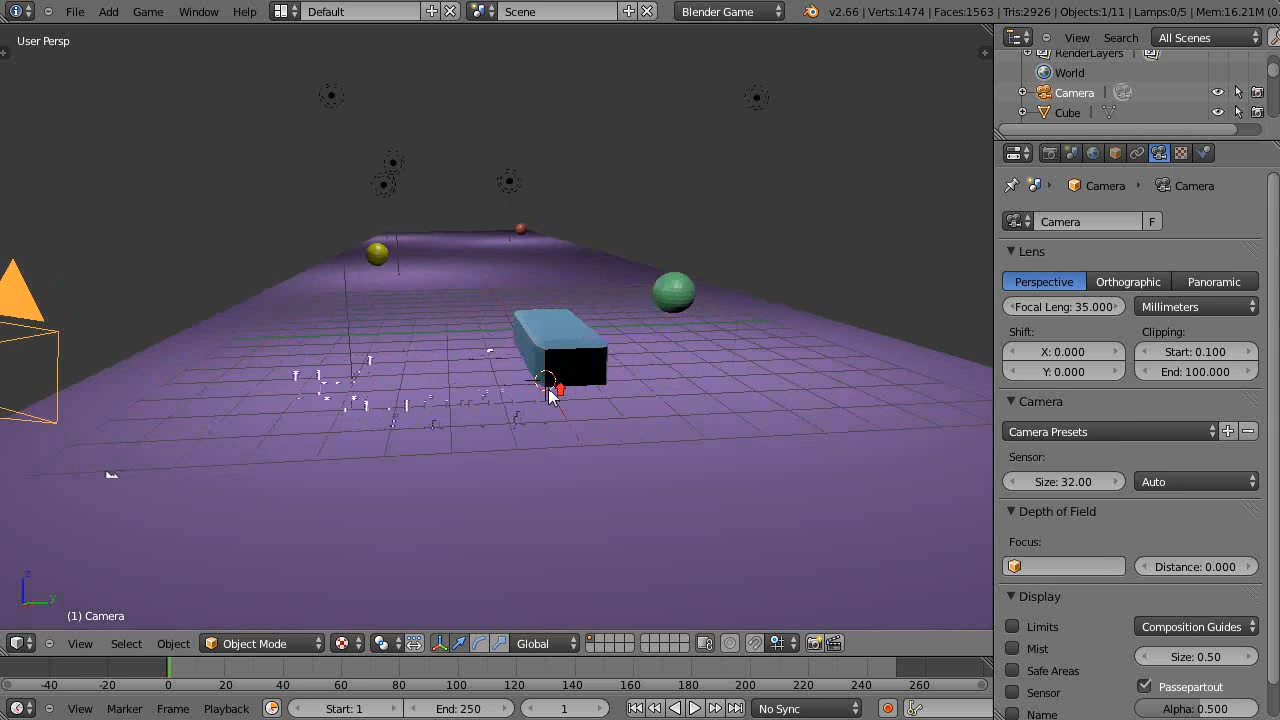 File Add Game Window Help Default Scene Blender Game v2.66 | Verts:1474 | Faces:1563 | Tris:2926 | Objects:1/11 | Lamps:0/5 | Mem:16.21M (0.
User Persp
View Search All Scenes
RenderLayers
World
Camera
Cube
Camera Camera
Camera F
Lens
Perspective Orthographic Panoramic
Focal Len: 35.000 Millimeters
Shift: Clipping:
X: 0.000 Start: 0.100
Y: 0.000 End: 100.000
Camera
Camera Presets
Sensor:
Size: 32.00 Auto
Depth of Field
Focus:
Distance: 0.000
Display
Limits Composition Guides
Mist Size: 0.50
Safe Areas
Sensor Passepartout
Name Alpha: 0.500
z
y
(1) Camera
View Select Object Object Mode Global
-40 -20 0 20 40 60 80 100 120 140 160 180 200 220 240 260
View Marker Frame Playback Start: 1 End: 250 1 No Sync